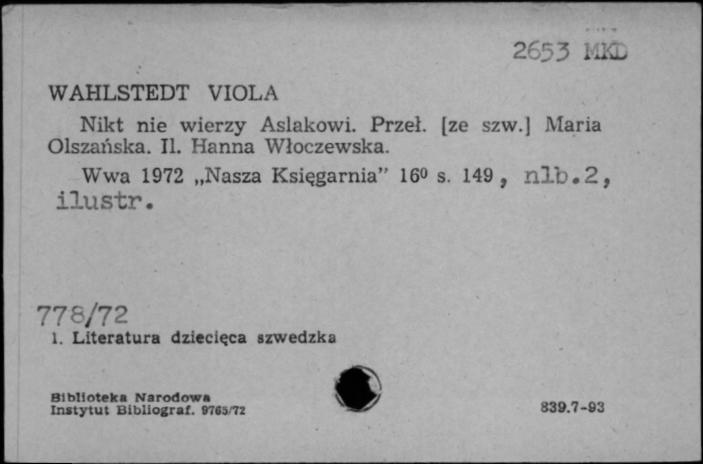 2653 MKD
WAHLSTEDT VIOLA
Nikt nie wierzy Aslakowi. Przeł. [ze szw.] Maria
Olszańska. Il. Hanna Włoczewska.
Wwa 1972 „Nasza Księgarnia” 16⁰ s. 149, nlb.2,
ilustr.
778/72
1. Literatura dziecięca szwedzka
Biblioteka Narodowa
Instytut Bibliograf. 9765/72
839.7-93